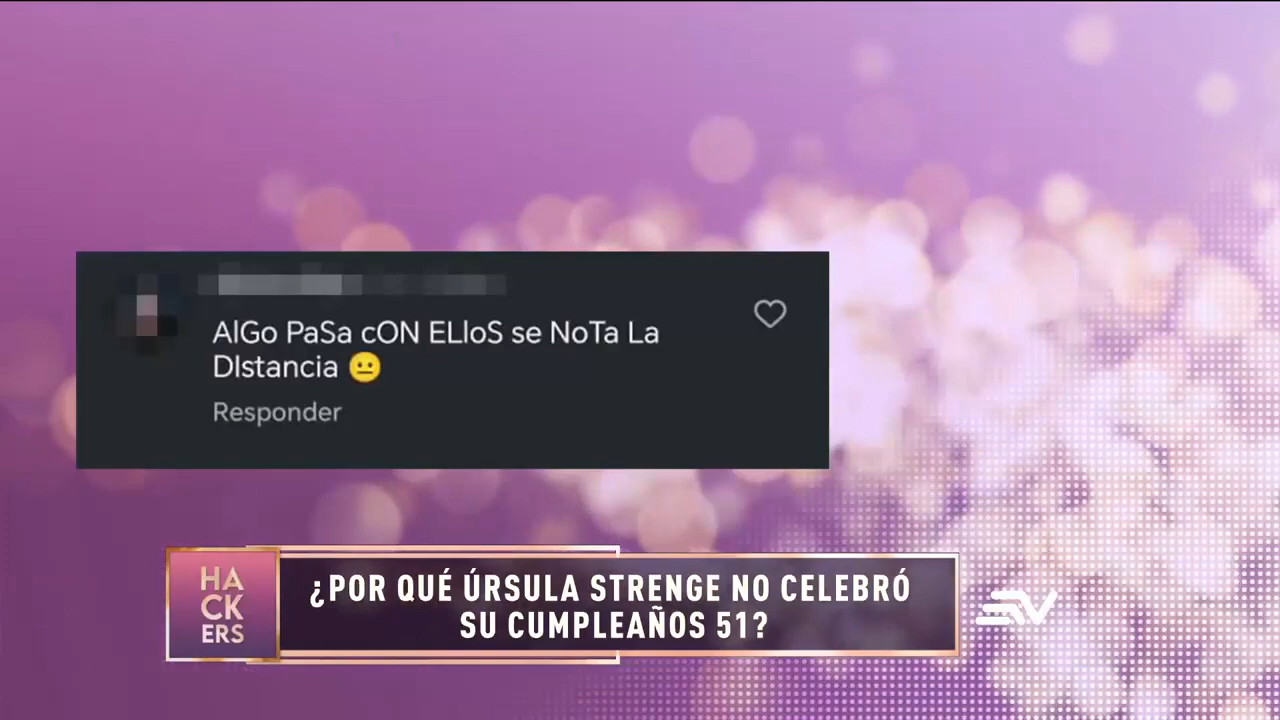 AlGo PaSa cON ELloS se NoTa La
DIstancia 😐
Responder
HA
CK
ERS
¿POR QUÉ ÚRSULA STRENGE NO CELEBRÓ
SU CUMPLEAÑOS 51?